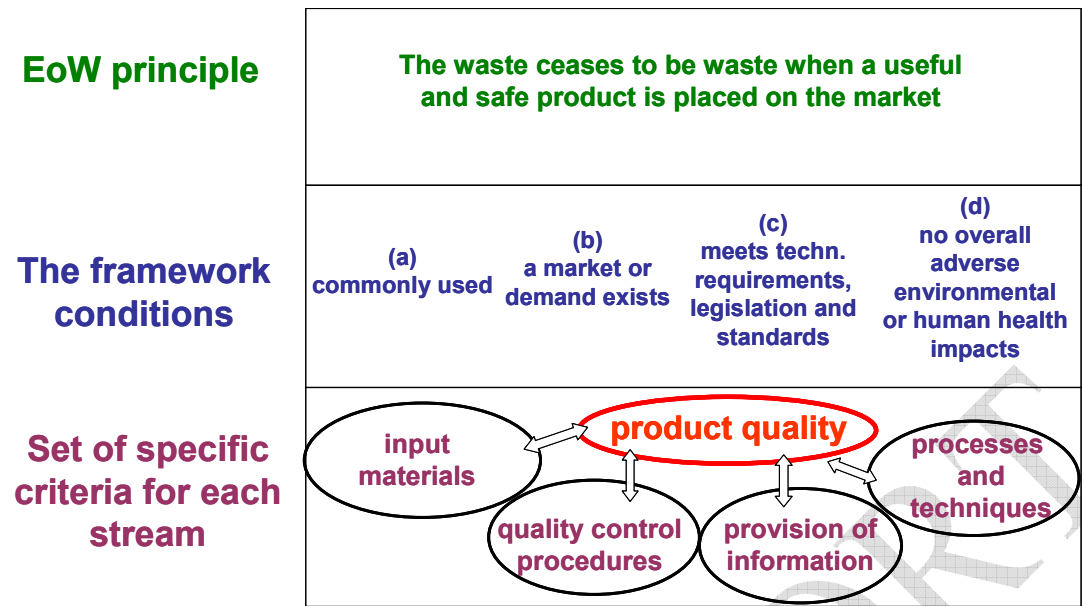 EoW principle
The waste ceases to be waste when a useful
and safe product is placed on the market
The framework
conditions
(a)
commonly used
(b)
a market or
demand exists
(c)
meets techn.
requirements,
legislation and
standards
(d)
no overall
adverse
environmental
or human health
impacts
Set of specific
criteria for each
stream
input
materials
product quality
processes
and
techniques
quality control
procedures
provision of
information